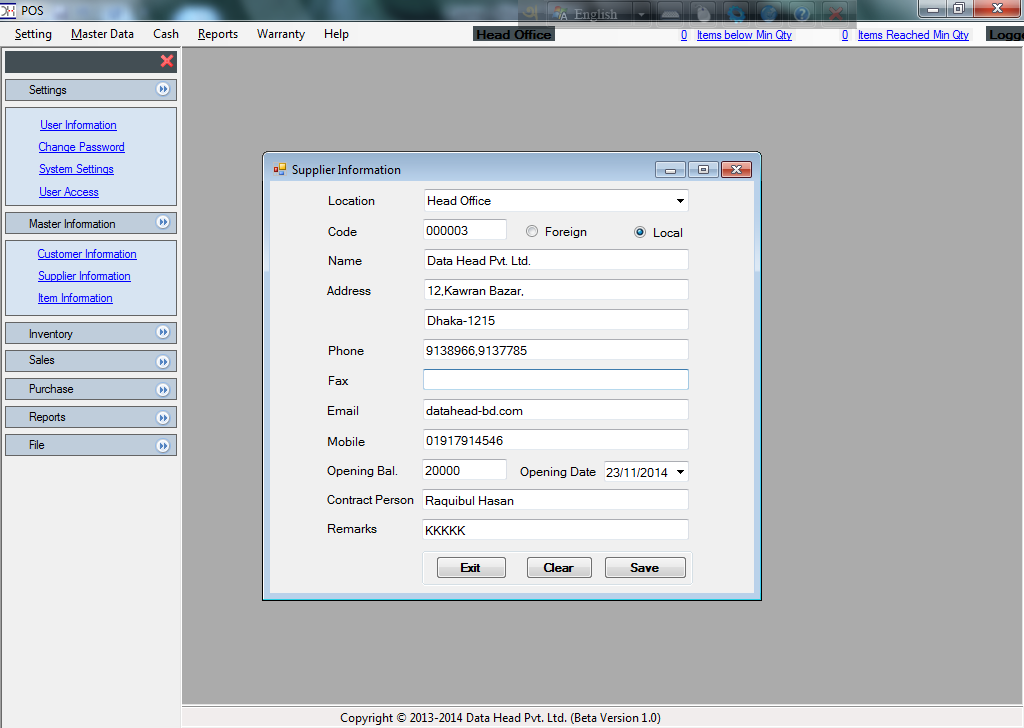 POS
English
Setting Master Data Cash Reports Warranty Help Head Office 0 Items below Min Qty 0 Items Reached Min Qty Logge
Settings
User Information
Change Password
System Settings
User Access
Master Information
Customer Information
Supplier Information
Item Information
Inventory
Sales
Purchase
Reports
File
Supplier Information
Location Head Office
Code 000003 Foreign Local
Name Data Head Pvt. Ltd.
Address 12,Kawran Bazar,
Dhaka-1215
Phone 9138966,9137785
Fax
Email datahead-bd.com
Mobile 01917914546
Opening Bal. 20000 Opening Date 23/11/2014
Contract Person Raquibul Hasan
Remarks KKKKK
Exit Clear Save
Copyright © 2013-2014 Data Head Pvt. Ltd. (Beta Version 1.0)